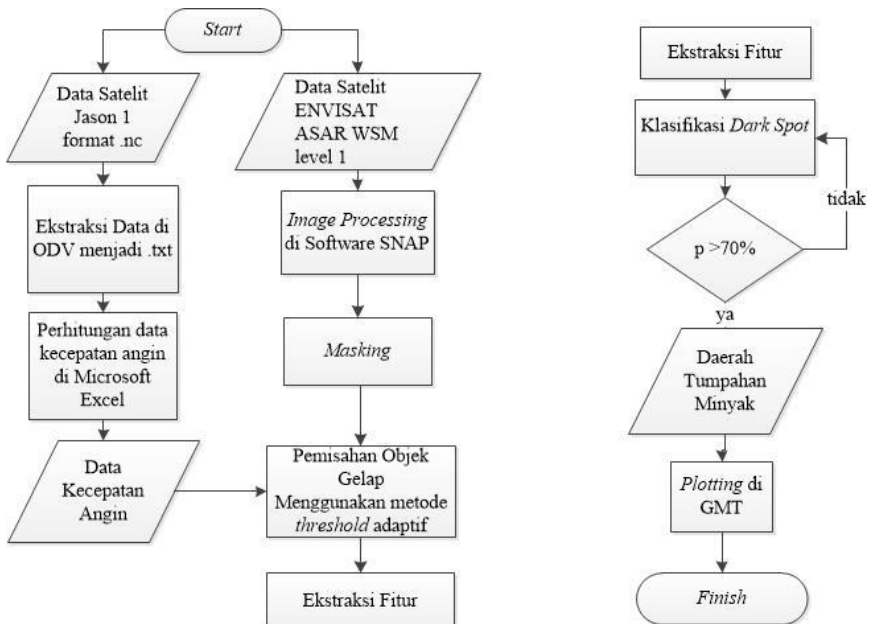 Start
Data Satelit
Jason 1
format .nc
Ekstraksi Data di
ODV menjadi .txt
Perhitungan data
kecepatan angin
di Microsoft
Excel
Data
Kecepatan
Angin
Data Satelit
ENVISAT
ASAR WSM
level 1
Image Processing
di Software SNAP
Masking
Pemisahan Objek
Gelap
Menggunakan metode
threshold adaptif
Ekstraksi Fitur
Ekstraksi Fitur
Klasifikasi Dark Spot
tidak
p >70%
ya
Daerah
Tumpahan
Minyak
Plotting di
GMT
Finish